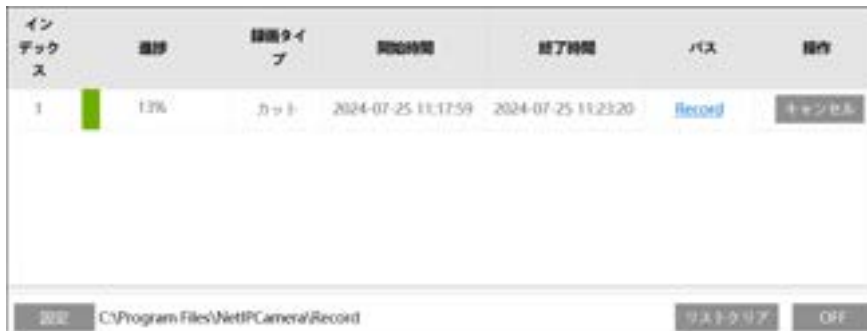 イン
デック
ス
進捗
録画タイ
プ
開始時間
終了時間
パス
操作
1
13%
カット
2024-07-25 11:17:59
2024-07-25 11:23:20
Record
キャンセル
設定
C:\Program Files\NetIPCamera\Record
リストクリア
OFF